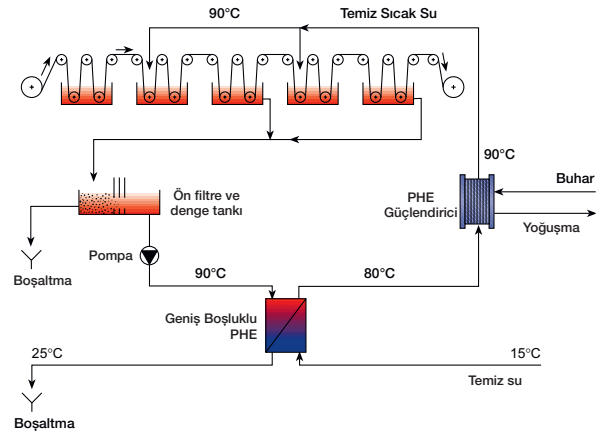 90°C
Temiz Sıcak Su
90°C
PHE
Güçlendirici
Buhar
Yoğuşma
Ön filtre ve
denge tankı
Pompa
Boşaltma
90°C
80°C
Geniş Boşluklu
PHE
25°C
15°C
Temiz su
Boşaltma